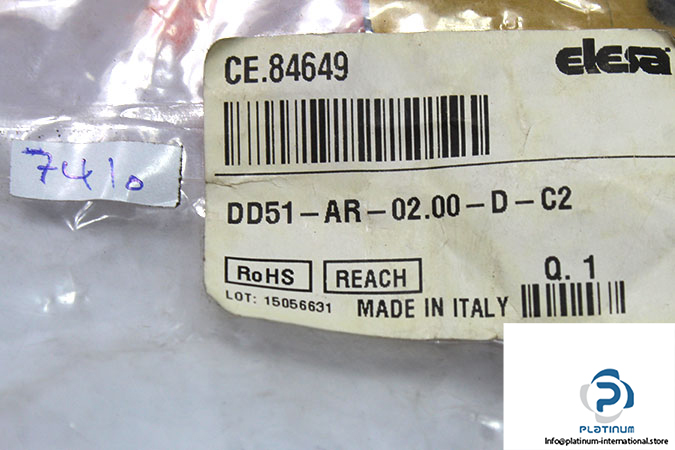 CE.84649
elesa
7410
DD51-AR-02.00-D-C2
RoHS
REACH
Q. 1
LOT: 15056631
MADE IN ITALY
PLATINUM
Info@platinum-international.store